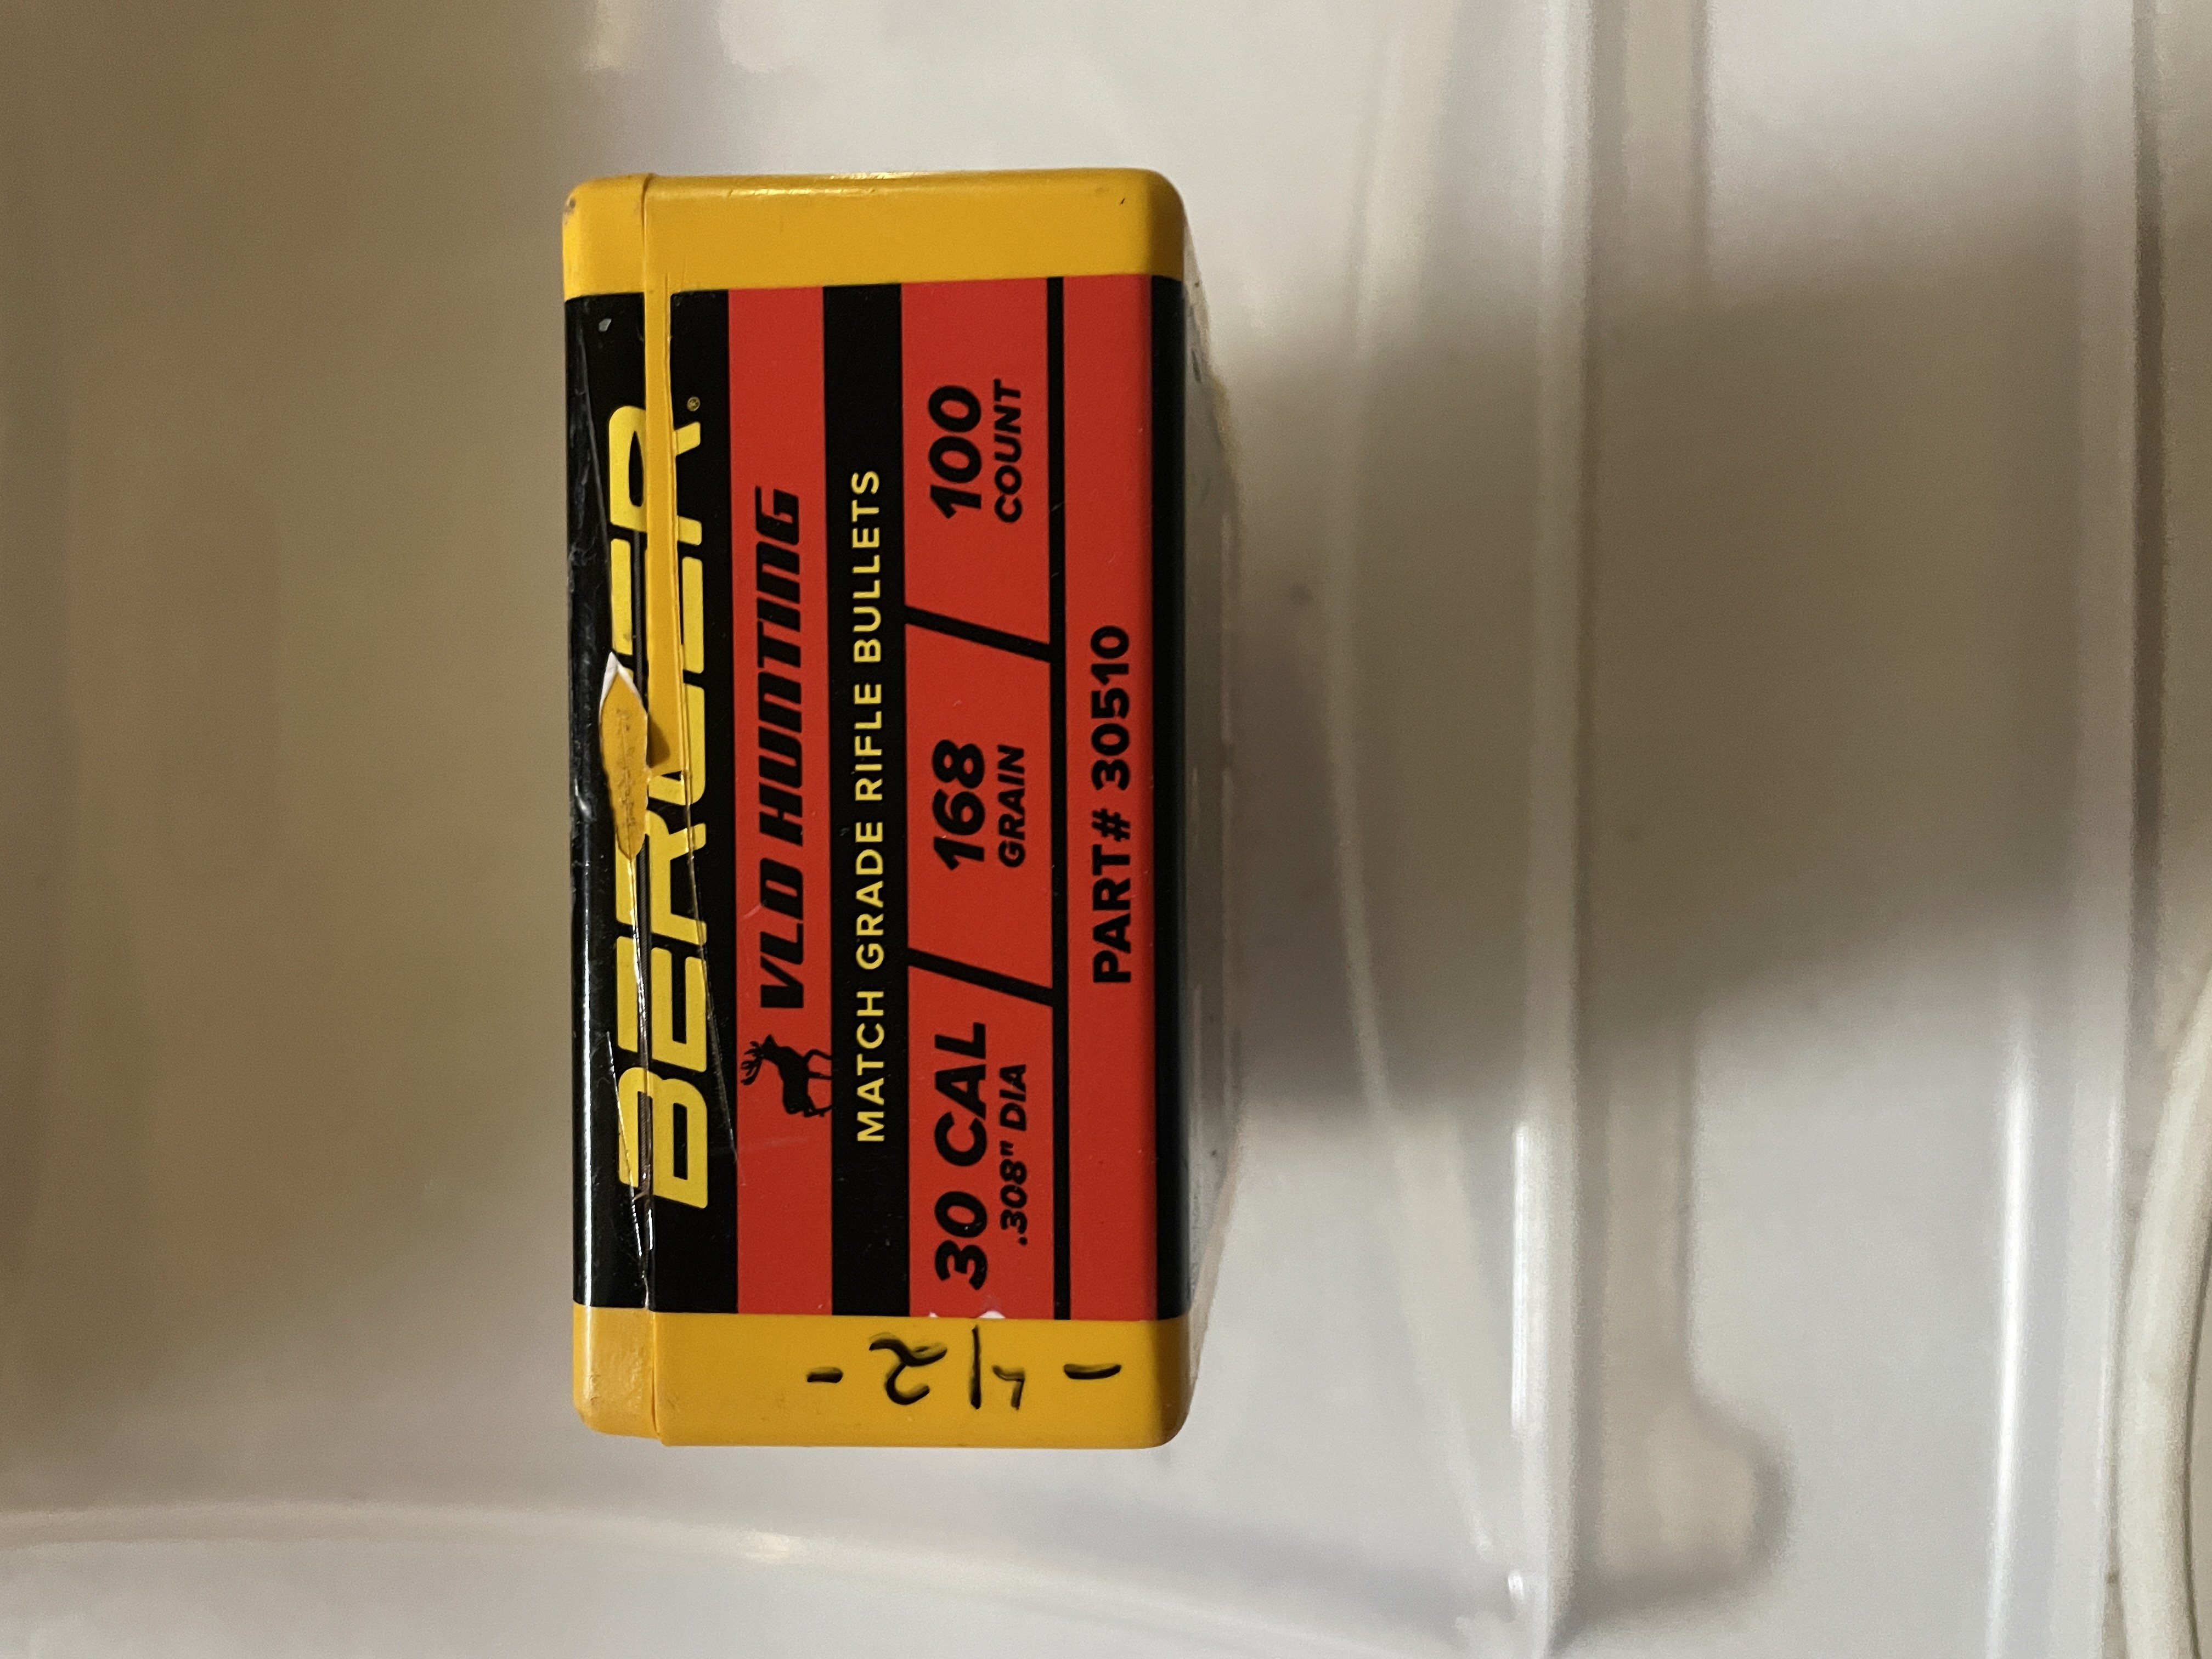 BERGER®
VLD HUNTING
MATCH GRADE RIFLE BULLETS
30 CAL 168 100
.308" DIA GRAIN COUNT
PART# 30510